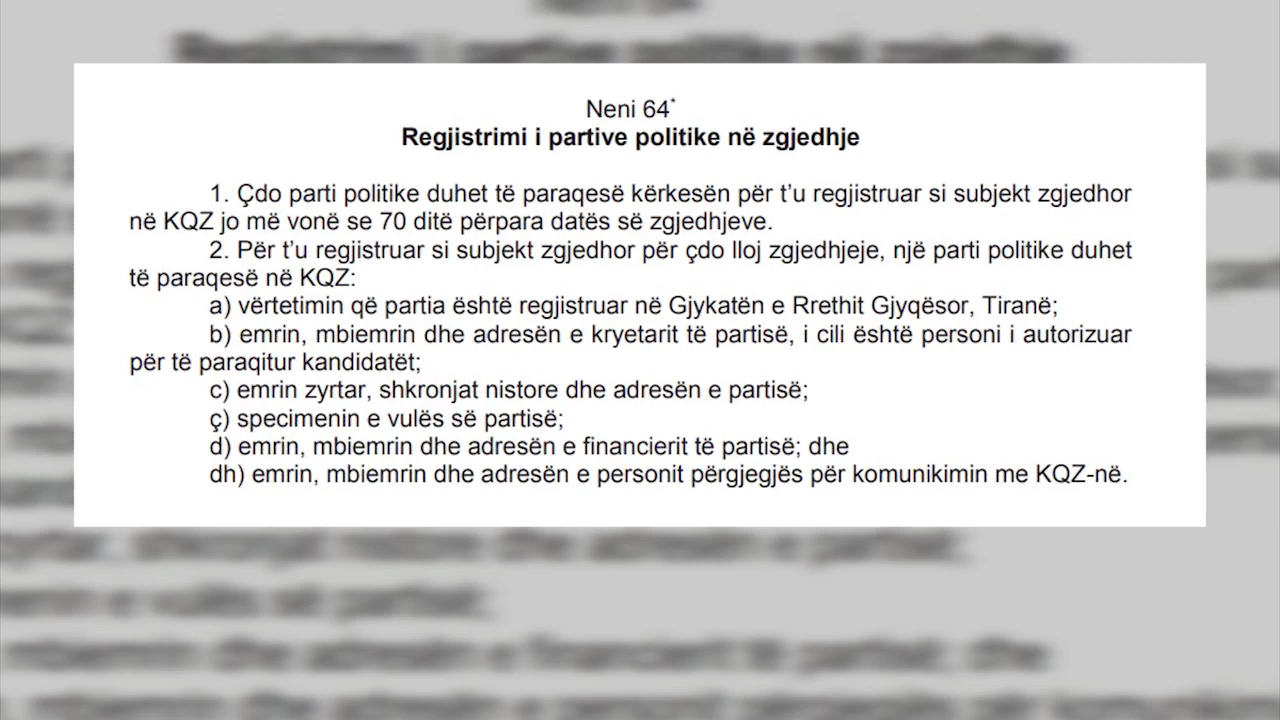 Neni 64*
Regjistrimi i partive politike në zgjedhje
1. Çdo parti politike duhet të paraqesë kërkesën për t’u regjistruar si subjekt zgjedhor
në KQZ jo më vonë se 70 ditë përpara datës së zgjedhjeve.
2. Për t’u regjistruar si subjekt zgjedhor për çdo lloj zgjedhjeje, një parti politike duhet
të paraqesë në KQZ:
a) vërtetimin që partia është regjistruar në Gjykatën e Rrethit Gjyqësor, Tiranë;
b) emrin, mbiemrin dhe adresën e kryetarit të partisë, i cili është personi i autorizuar
për të paraqitur kandidatët;
c) emrin zyrtar, shkronjat nistore dhe adresën e partisë;
ç) specimenin e vulës së partisë;
d) emrin, mbiemrin dhe adresën e financierit të partisë; dhe
dh) emrin, mbiemrin dhe adresën e personit përgjegjës për komunikimin me KQZ-në.